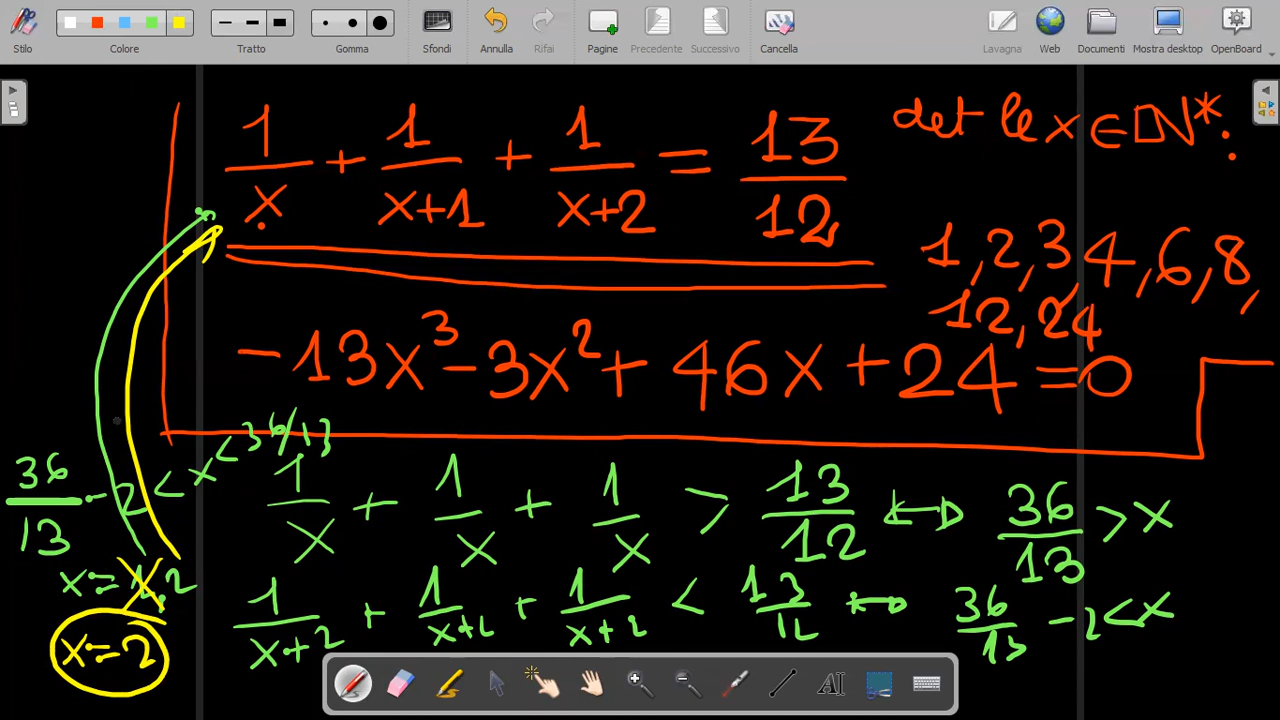 Stilo Colore Tratto Gomma Sfondi Annulla Rifai Pagine Precedente Successivo Cancella Lavagna Web Documenti Mostra desktop OpenBoard
1/x + 1/(x+1) + 1/(x+2) = 13/12
det le x ∈ ℕ*.
1, 2, 3, 4, 6, 8,
12, 24
-13x³ - 3x² + 46x + 24 = 0
36/13 - 2 < x < 36/13
1/x + 1/x + 1/x > 13/12 ⟷ 36/13 > x
x = 1, 2
1/(x+2) + 1/(x+2) + 1/(x+2) < 13/12 ⟷ 36/13 - 2 < x
x = 2
AI